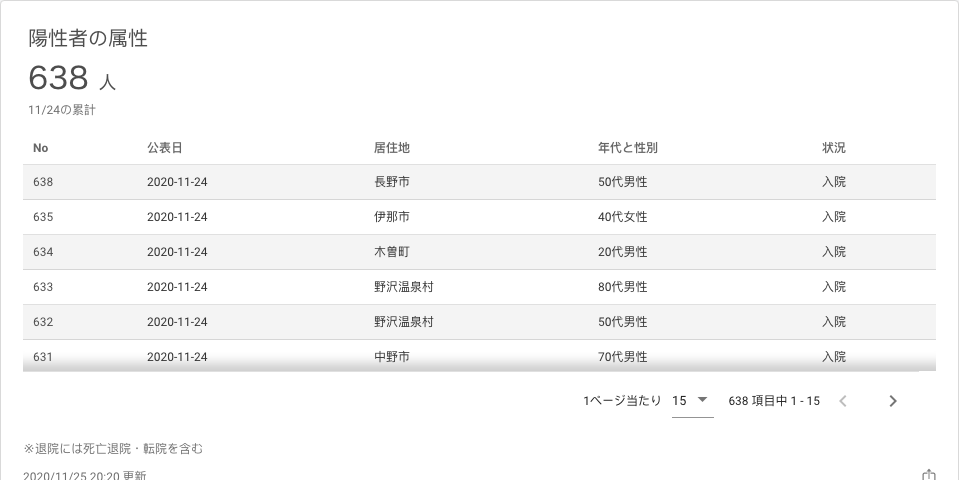 陽性者の属性
638 人
11/24の累計
No 公表日 居住地 年代と性別 状況
638 2020-11-24 長野市 50代男性 入院
635 2020-11-24 伊那市 40代女性 入院
634 2020-11-24 木曽町 20代男性 入院
633 2020-11-24 野沢温泉村 80代男性 入院
632 2020-11-24 野沢温泉村 50代男性 入院
631 2020-11-24 中野市 70代男性 入院
1ページ当たり 15 638 項目中 1 - 15
※退院には死亡退院・転院を含む
2020/11/25 20:20 更新